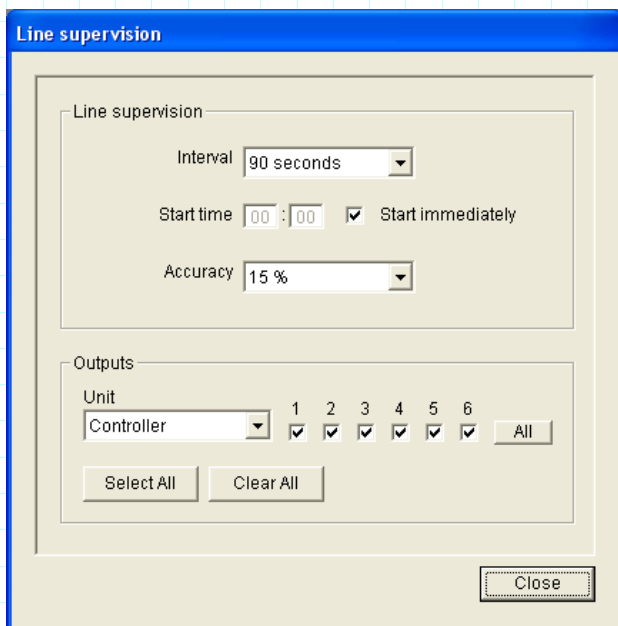 Line supervision
Line supervision
Interval 90 seconds
Start time 00 : 00 Start immediately
Accuracy 15 %
Outputs
Unit
1 2 3 4 5 6
Controller All
Select All Clear All
Close